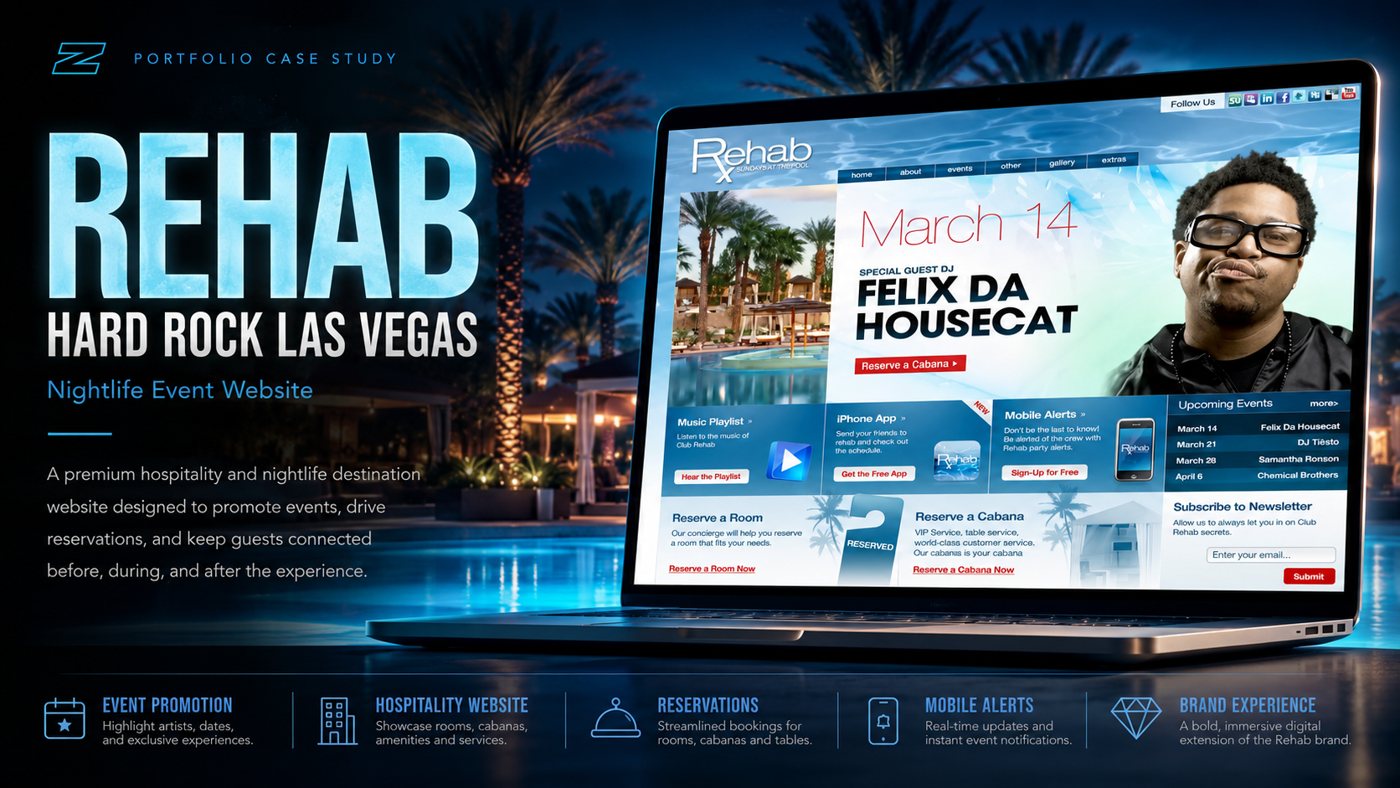 Z
PORTFOLIO CASE STUDY
REHAB
HARD ROCK LAS VEGAS
Nightlife Event Website
A premium hospitality and nightlife destination
website designed to promote events, drive
reservations, and keep guests connected
before, during, and after the experience.
Follow Us
Rehab
SUNDAYS AT THE POOL
home
about
events
other
gallery
extras
March 14
SPECIAL GUEST DJ
FELIX DA
HOUSECAT
Reserve a Cabana
Music Playlist »
Listen to the music of
Club Rehab
Hear the Playlist
iPhone App »
NEW
Send your friends to
rehab and check out
the schedule.
Get the Free App
Rehab
Mobile Alerts »
Don't be the last to know!
Be alerted of the crew with
Rehab party alerts.
Sign-Up for Free
Rehab
Upcoming Events more>
March 14 Felix Da Housecat
March 21 DJ Tiësto
March 28 Samantha Ronson
April 6 Chemical Brothers
Reserve a Room
Our concierge will help you reserve
a room that fits your needs.
Reserve a Room Now
RESERVED
Reserve a Cabana
VIP Service, table service,
world-class customer service.
Our cabanas is your cabana
Reserve a Cabana Now
Subscribe to Newsletter
Allow us to always let you in on Club
Rehab secrets.
Enter your email...
Submit
EVENT PROMOTION
Highlight artists, dates,
and exclusive experiences.
HOSPITALITY WEBSITE
Showcase rooms, cabanas,
amenities and services.
RESERVATIONS
Streamlined bookings for
rooms, cabanas and tables.
MOBILE ALERTS
Real-time updates and
instant event notifications.
BRAND EXPERIENCE
A bold, immersive digital
extension of the Rehab brand.